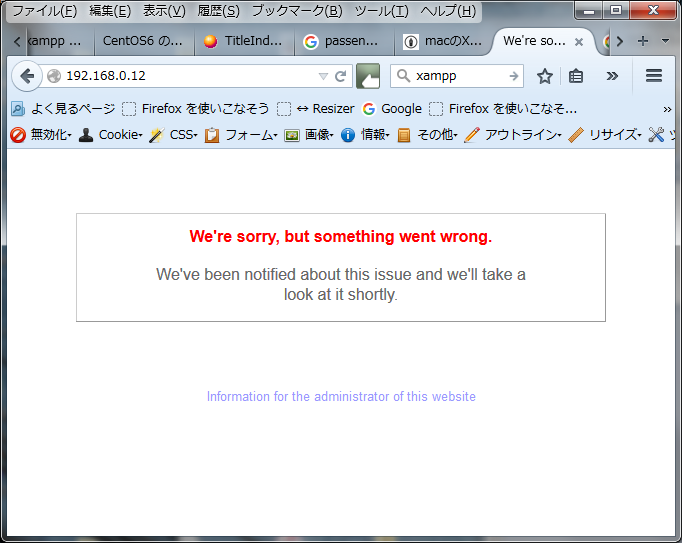 ファイル(F) 編集(E) 表示(V) 履歴(S) ブックマーク(B) ツール(T) ヘルプ(H)
xampp ... CentOS6 の... TitleInd... passen... macのX... We're so...
192.168.0.12 xampp
よく見るページ Firefox を使いこなそう ↔ Resizer Google Firefox を使いこなそ... »
無効化 Cookie CSS フォーム 画像 情報 その他 アウトライン リサイズ ツ
We're sorry, but something went wrong.
We've been notified about this issue and we'll take a
look at it shortly.
Information for the administrator of this website